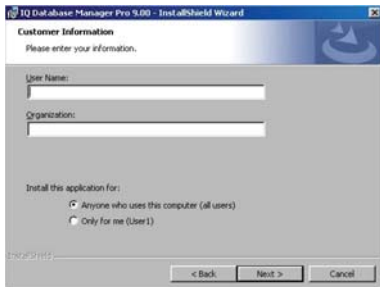 IQ Database Manager Pro 9.00 - InstallShield Wizard
Customer Information
Please enter your information.
User Name:
Organization:
Install this application for:
Anyone who uses this computer (all users)
Only for me (User1)
InstallShield
< Back
Next >
Cancel